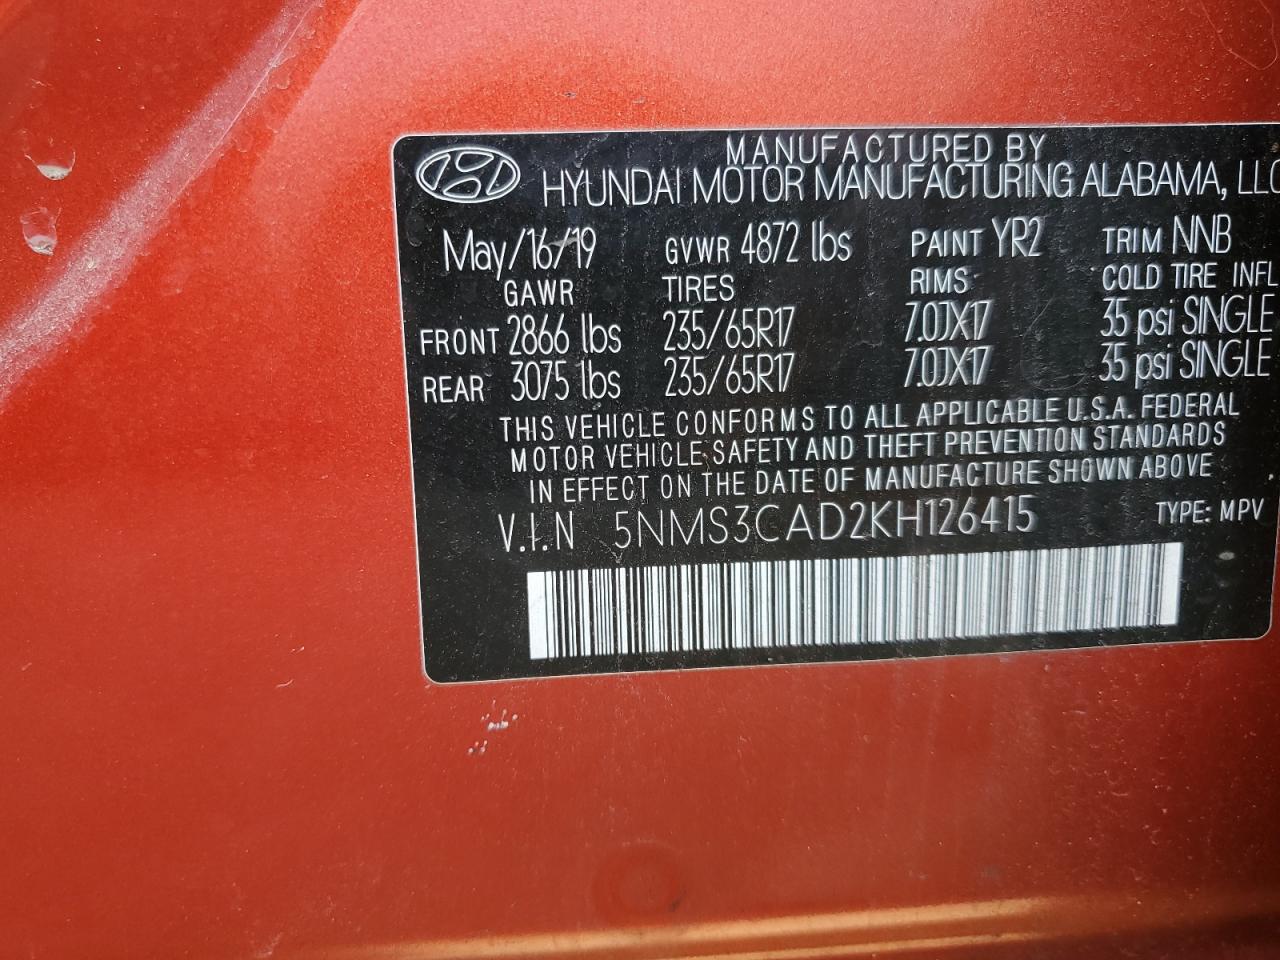 MANUFACTURED BY
HYUNDAI MOTOR MANUFACTURING ALABAMA, LLC
May/16/19 GVWR 4872 lbs PAINT YR2 TRIM NNB
GAWR TIRES RIMS COLD TIRE INFL
FRONT 2866 lbs 235/65R17 7.0JX17 35 psi SINGLE
REAR 3075 lbs 235/65R17 7.0JX17 35 psi SINGLE
THIS VEHICLE CONFORMS TO ALL APPLICABLE U.S.A. FEDERAL
MOTOR VEHICLE SAFETY AND THEFT PREVENTION STANDARDS
IN EFFECT ON THE DATE OF MANUFACTURE SHOWN ABOVE
V.I.N 5NMS3CAD2KH126415 TYPE: MPV